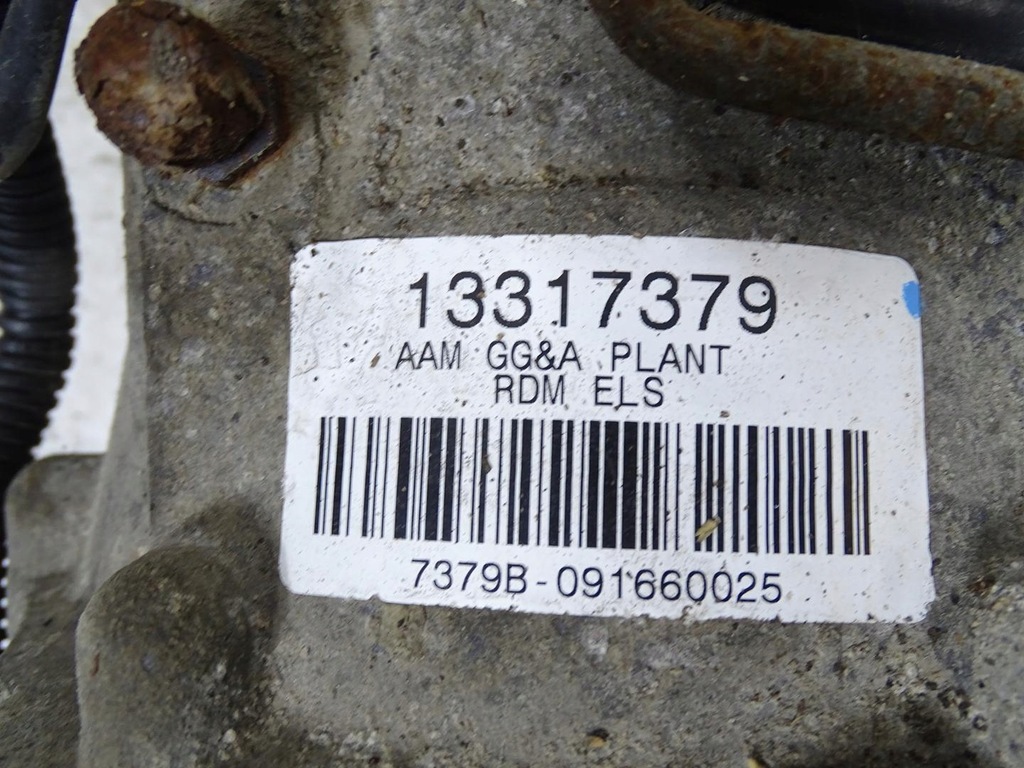 13317379
AAM GG&A PLANT
RDM ELS
7379B-091660025